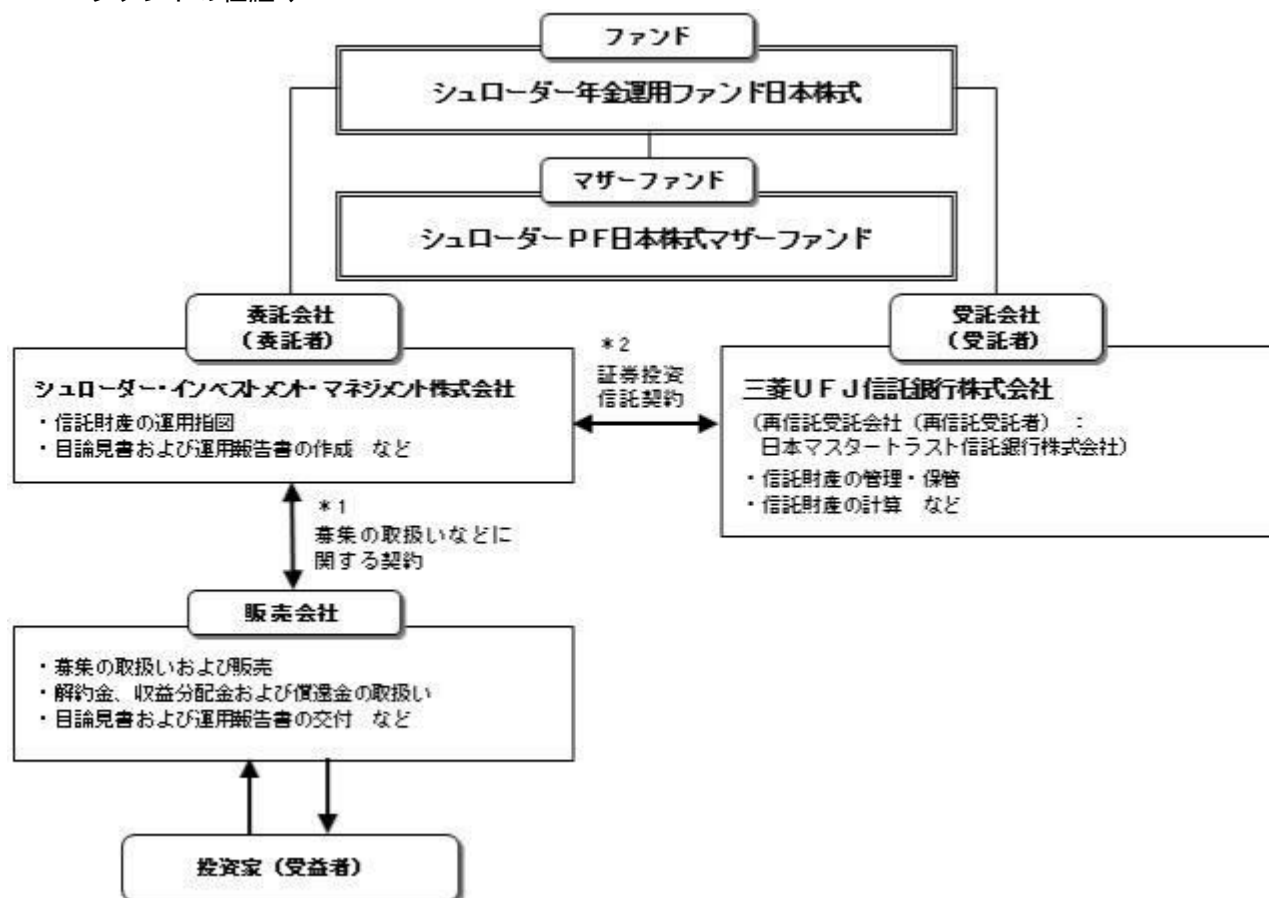 ファンド
シュローダー年金運用ファンド日本株式
マザーファンド
シュローダーＰＦ日本株式マザーファンド
委託会社
（委託者）
シュローダー・インベストメント・マネジメント株式会社
・信託財産の運用指図
・目論見書および運用報告書の作成　など
＊２
証券投資
信託契約
受託会社
（受託者）
三菱ＵＦＪ信託銀行株式会社
（再信託受託会社（再信託受託者）：
日本マスタートラスト信託銀行株式会社）
・信託財産の管理・保管
・信託財産の計算　など
＊１
募集の取扱いなどに
関する契約
販売会社
・募集の取扱いおよび販売
・解約金、収益分配金および償還金の取扱い
・目論見書および運用報告書の交付　など
投資家（受益者）